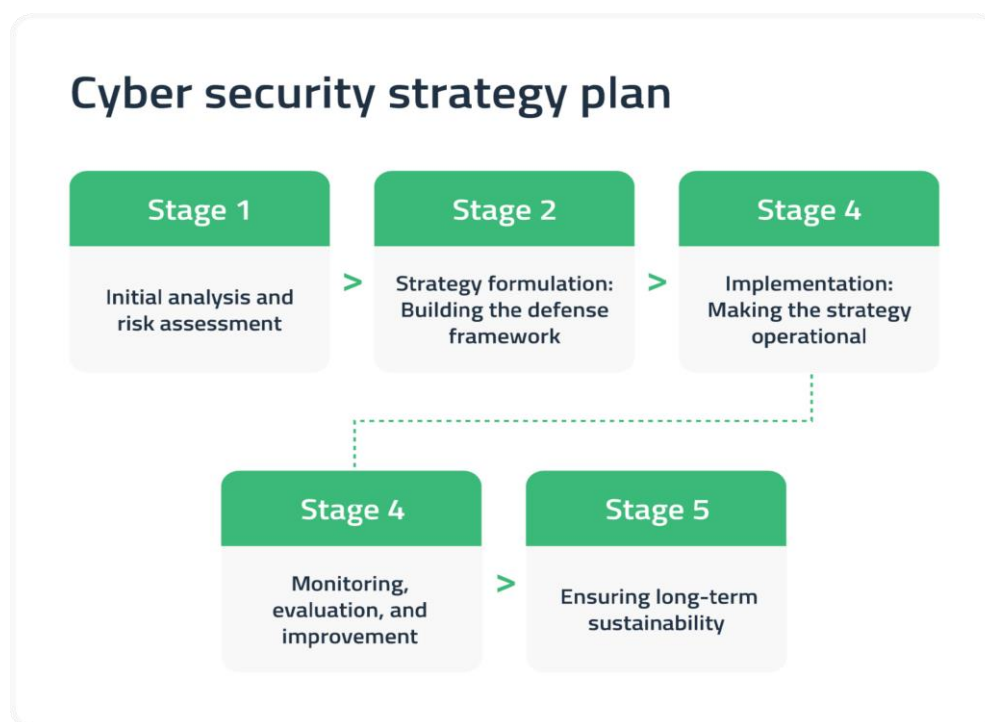 Cyber security strategy plan
Stage 1
Initial analysis and
risk assessment
>
Stage 2
Strategy formulation:
Building the defense
framework
>
Stage 4
Implementation:
Making the strategy
operational
Stage 4
Monitoring,
evaluation, and
improvement
>
Stage 5
Ensuring long-term
sustainability